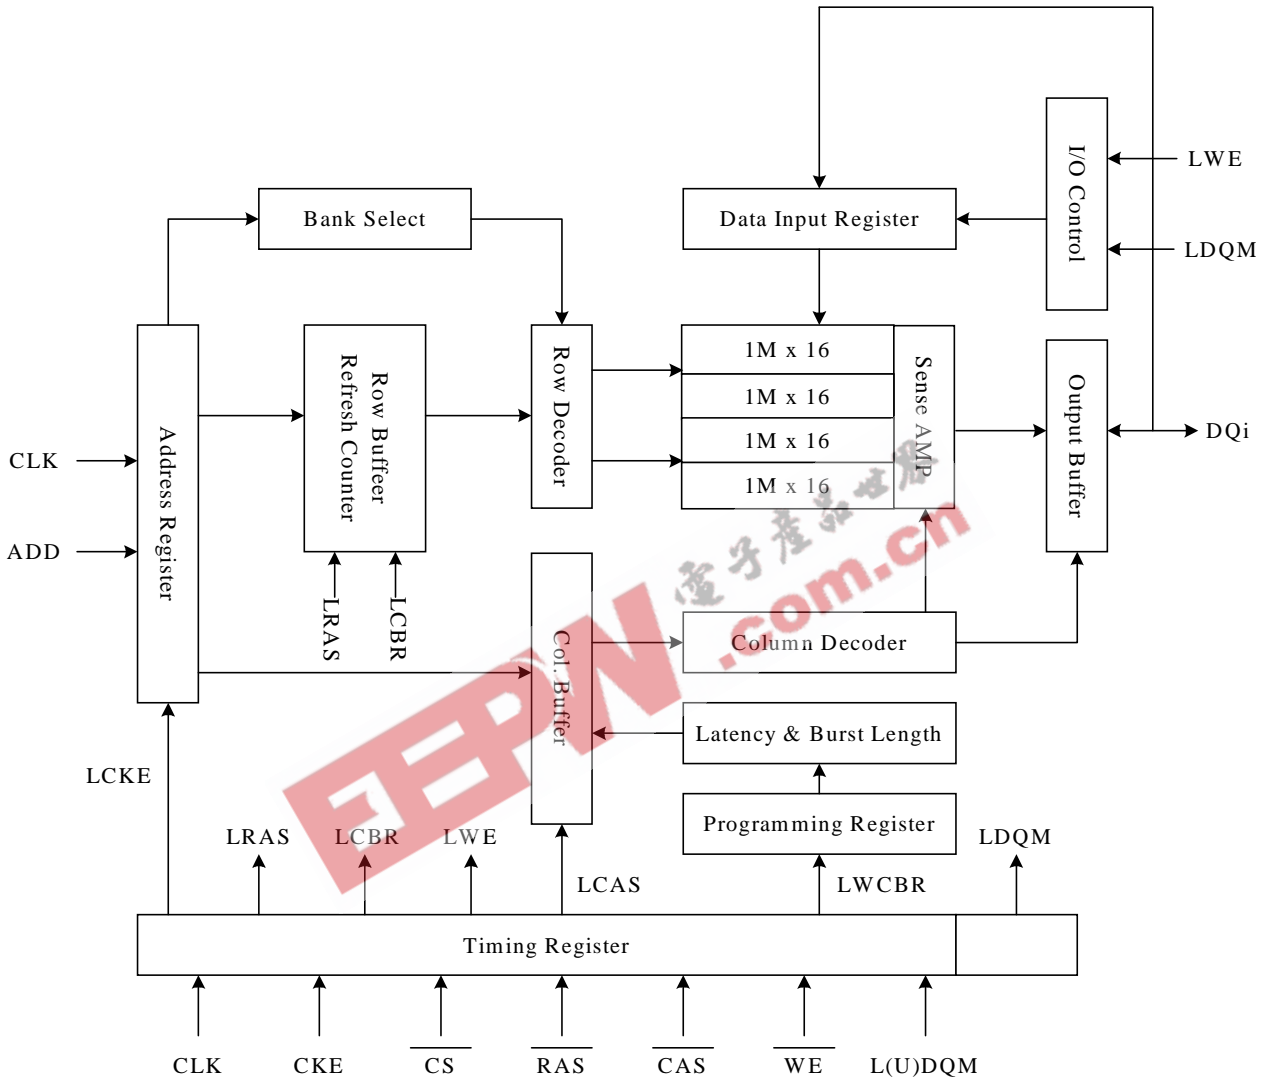 I/O Control
LWE
LDQM
Bank Select
Data Input Register
Address Register
Refresh Counter
Row Buffeer
Row Decoder
1M x 16
1M x 16
1M x 16
1M x 16
Sense AMP
Output Buffer
DQi
CLK
ADD
LRAS
LCBR
Col. Buffer
Column Decoder
Latency & Burst Length
Programming Register
LCKE
LRAS
LCBR
LWE
LCAS
LWCBR
LDQM
Timing Register
CLK
CKE
CS
RAS
CAS
WE
L(U)DQM
EEPW
.com.cn
電子產品世界